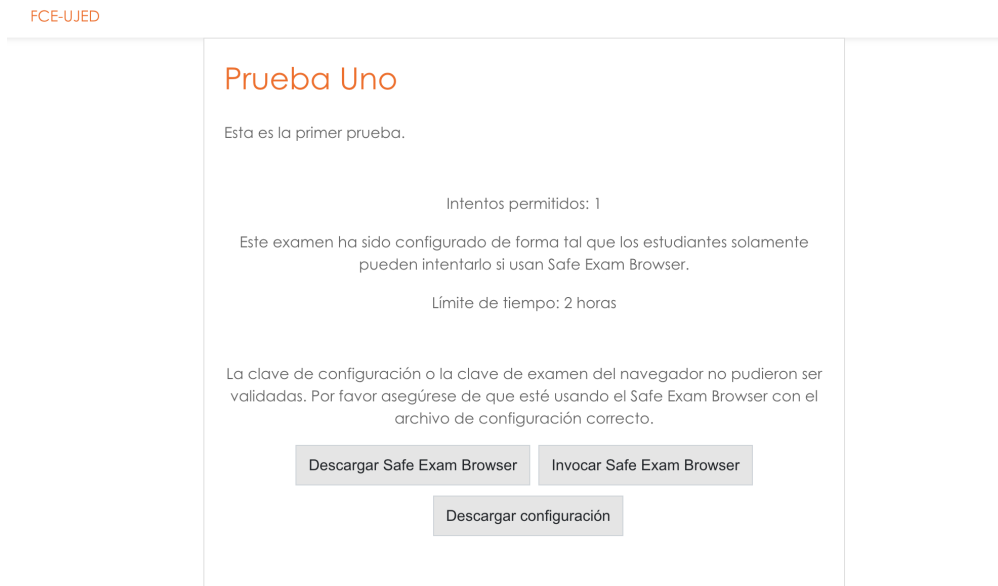 FCE-UJED
Prueba Uno
Esta es la primer prueba.
Intentos permitidos: 1
Este examen ha sido configurado de forma tal que los estudiantes solamente
pueden intentarlo si usan Safe Exam Browser.
Límite de tiempo: 2 horas
La clave de configuración o la clave de examen del navegador no pudieron ser
validadas. Por favor asegúrese de que esté usando el Safe Exam Browser con el
archivo de configuración correcto.
Descargar Safe Exam Browser Invocar Safe Exam Browser
Descargar configuración